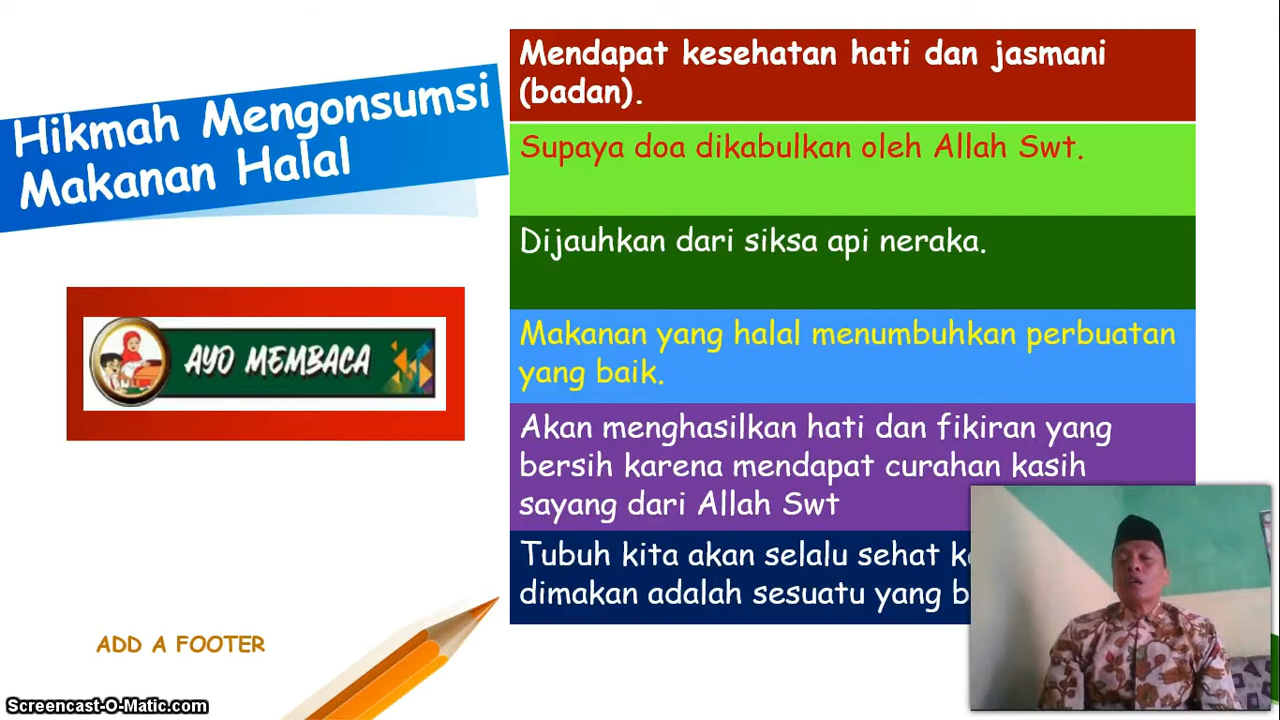 Hikmah Mengonsumsi
Makanan Halal
AYO MEMBACA
ADD A FOOTER
Mendapat kesehatan hati dan jasmani
(badan).
Supaya doa dikabulkan oleh Allah Swt.
Dijauhkan dari siksa api neraka.
Makanan yang halal menumbuhkan perbuatan
yang baik.
Akan menghasilkan hati dan fikiran yang
bersih karena mendapat curahan kasih
sayang dari Allah Swt
Tubuh kita akan selalu sehat
dimakan adalah sesuatu yang
Screencast-O-Matic.com